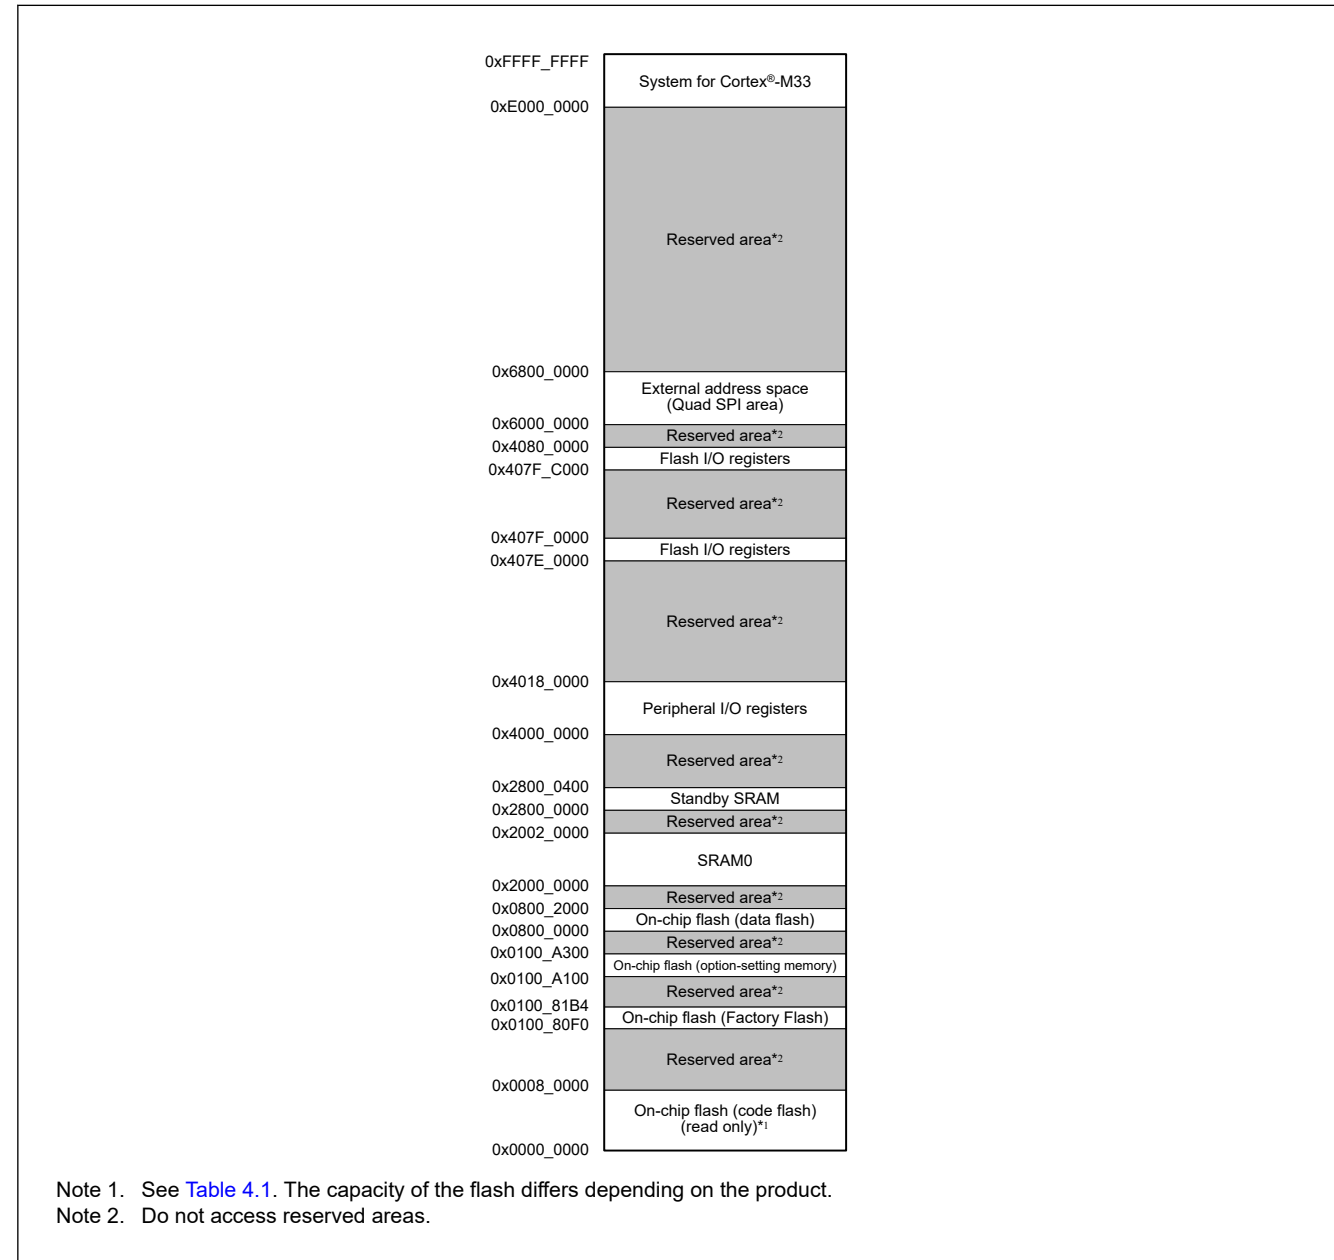 0xFFFF_FFFF
System for Cortex®-M33
0xE000_0000
Reserved area*2
0x6800_0000
External address space
(Quad SPI area)
0x6000_0000
Reserved area*2
0x4080_0000
Flash I/O registers
0x407F_C000
Reserved area*2
0x407F_0000
Flash I/O registers
0x407E_0000
Reserved area*2
0x4018_0000
Peripheral I/O registers
0x4000_0000
Reserved area*2
0x2800_0400
Standby SRAM
0x2800_0000
Reserved area*2
0x2002_0000
SRAM0
0x2000_0000
Reserved area*2
0x0800_2000
On-chip flash (data flash)
0x0800_0000
Reserved area*2
0x0100_A300
On-chip flash (option-setting memory)
0x0100_A100
Reserved area*2
0x0100_81B4
On-chip flash (Factory Flash)
0x0100_80F0
Reserved area*2
0x0008_0000
On-chip flash (code flash)
(read only)*1
0x0000_0000
Note 1. See Table 4.1. The capacity of the flash differs depending on the product.
Note 2. Do not access reserved areas.